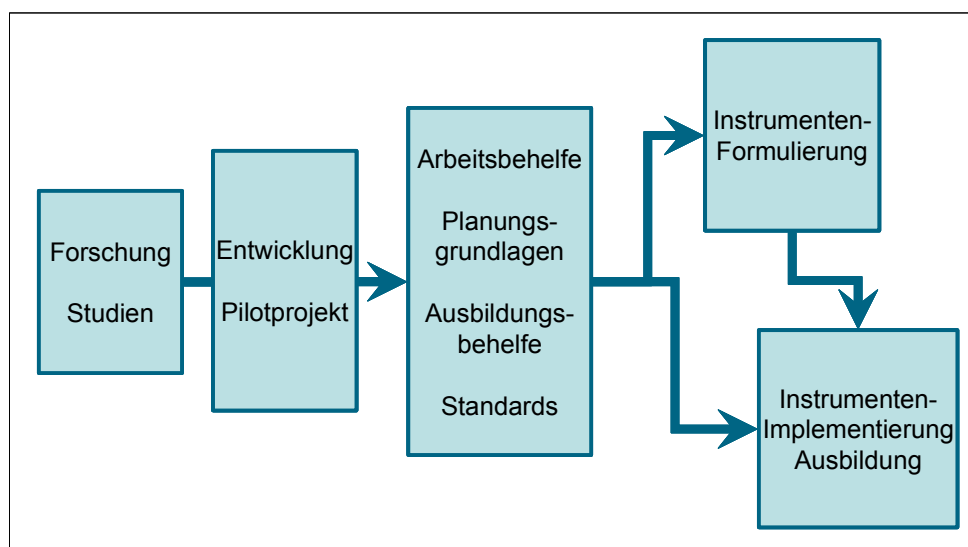 Forschung
Studien
Entwicklung
Pilotprojekt
Arbeitsbehelfe
Planungs-
grundlagen
Ausbildungs-
behelfe
Standards
Instrumenten-
Formulierung
Instrumenten-
Implementierung
Ausbildung